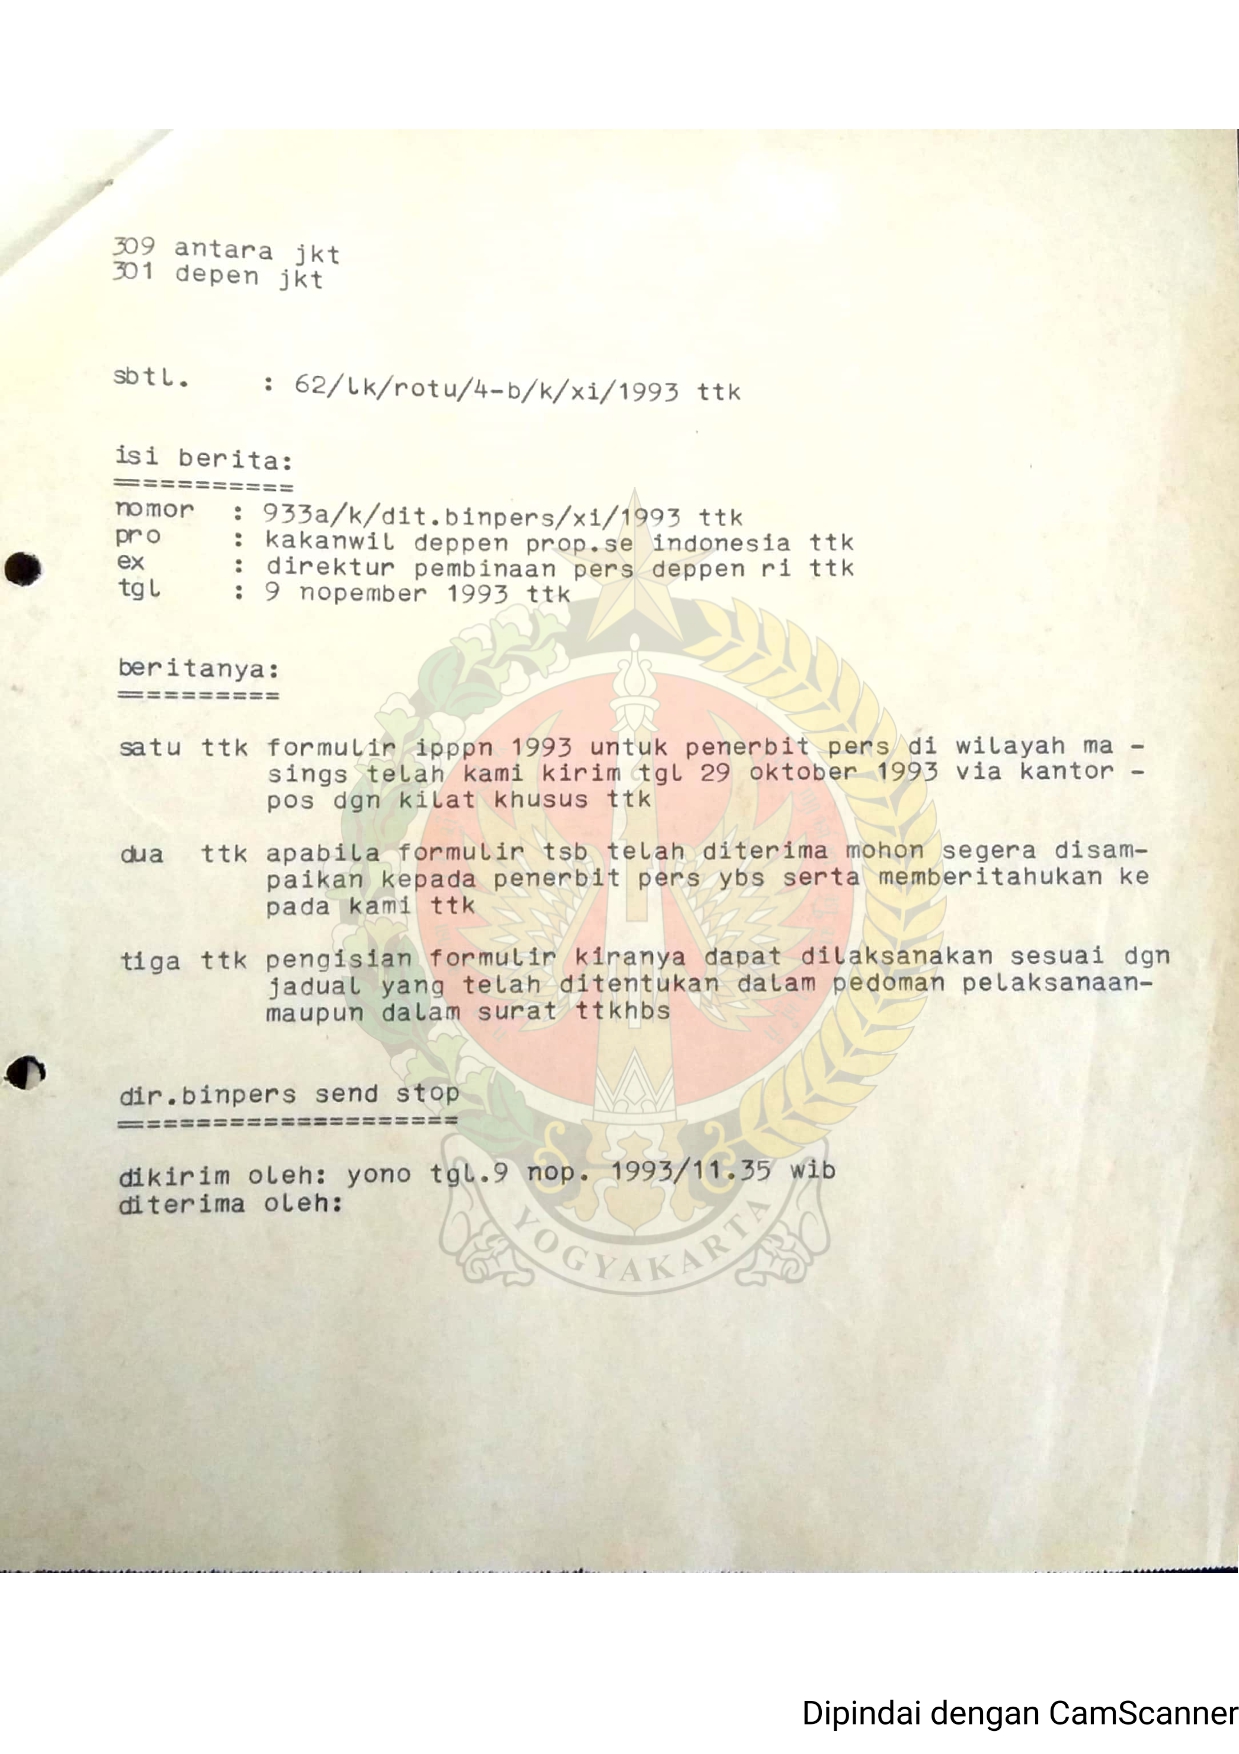 309 antara jkt
301 depen jkt
sbtl. : 62/lk/rotu/4-b/k/xi/1993 ttk
isi berita:
===========
nomor : 933a/k/dit.binpers/xi/1993 ttk
pro : kakanwil deppen prop.se indonesia ttk
ex : direktur pembinaan pers deppen ri ttk
tgl : 9 nopember 1993 ttk
beritanya:
==========
satu ttk formulir ipppn 1993 untuk penerbit pers di wilayah ma -
sings telah kami kirim tgl 29 oktober 1993 via kantor -
pos dgn kilat khusus ttk
dua ttk apabila formulir tsb telah diterima mohon segera disam-
paikan kepada penerbit pers ybs serta memberitahukan ke
pada kami ttk
tiga ttk pengisian formulir kiranya dapat dilaksanakan sesuai dgn
jadual yang telah ditentukan dalam pedoman pelaksanaan-
maupun dalam surat ttkhbs
dir.binpers send stop
=====================
dikirim oleh: yono tgl.9 nop. 1993/11.35 wib
diterima oleh:
YOGYAKARTA
Dipindai dengan CamScanner